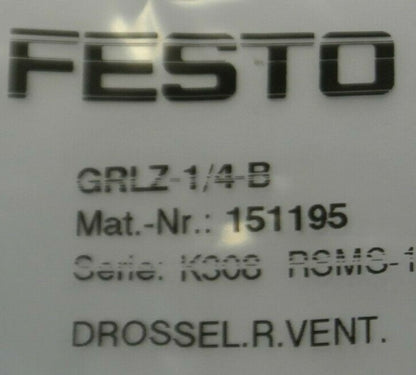 FESTO
GRLZ-1/4-B
Mat.-Nr.: 151195
Serie: K308 RSMS-1
DROSSEL.R.VENT.